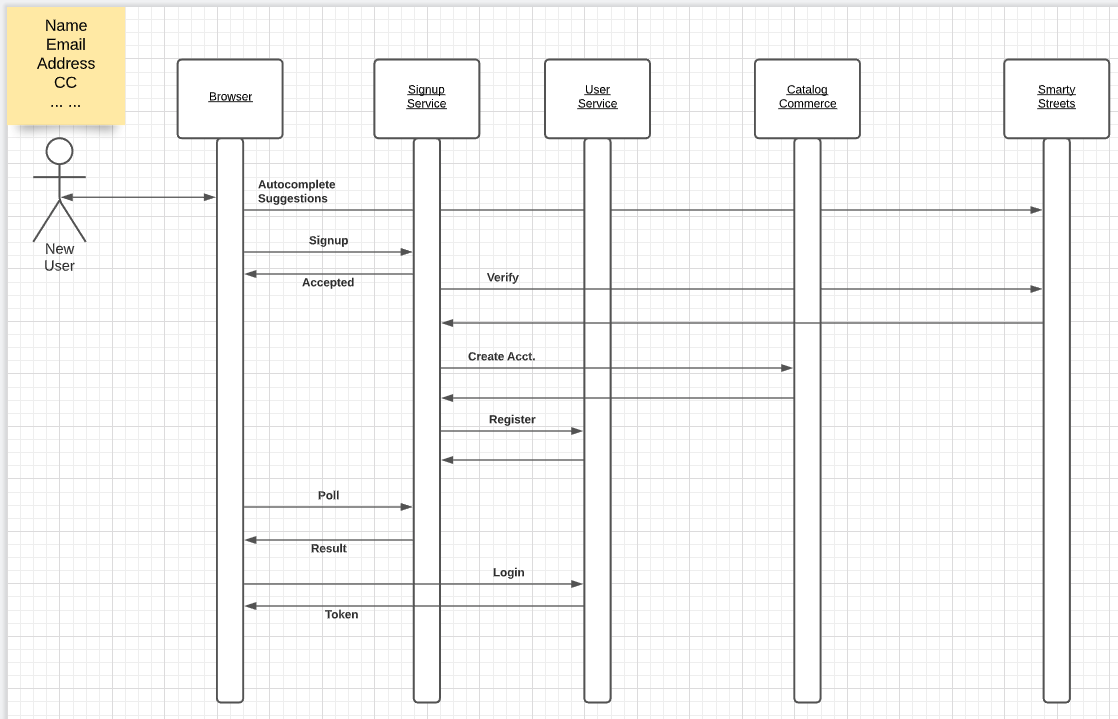 Name
Email
Address
CC
... ...
Browser
Signup
Service
User
Service
Catalog
Commerce
Smarty
Streets
New
User
Autocomplete
Suggestions
Signup
Accepted
Verify
Create Acct.
Register
Poll
Result
Login
Token